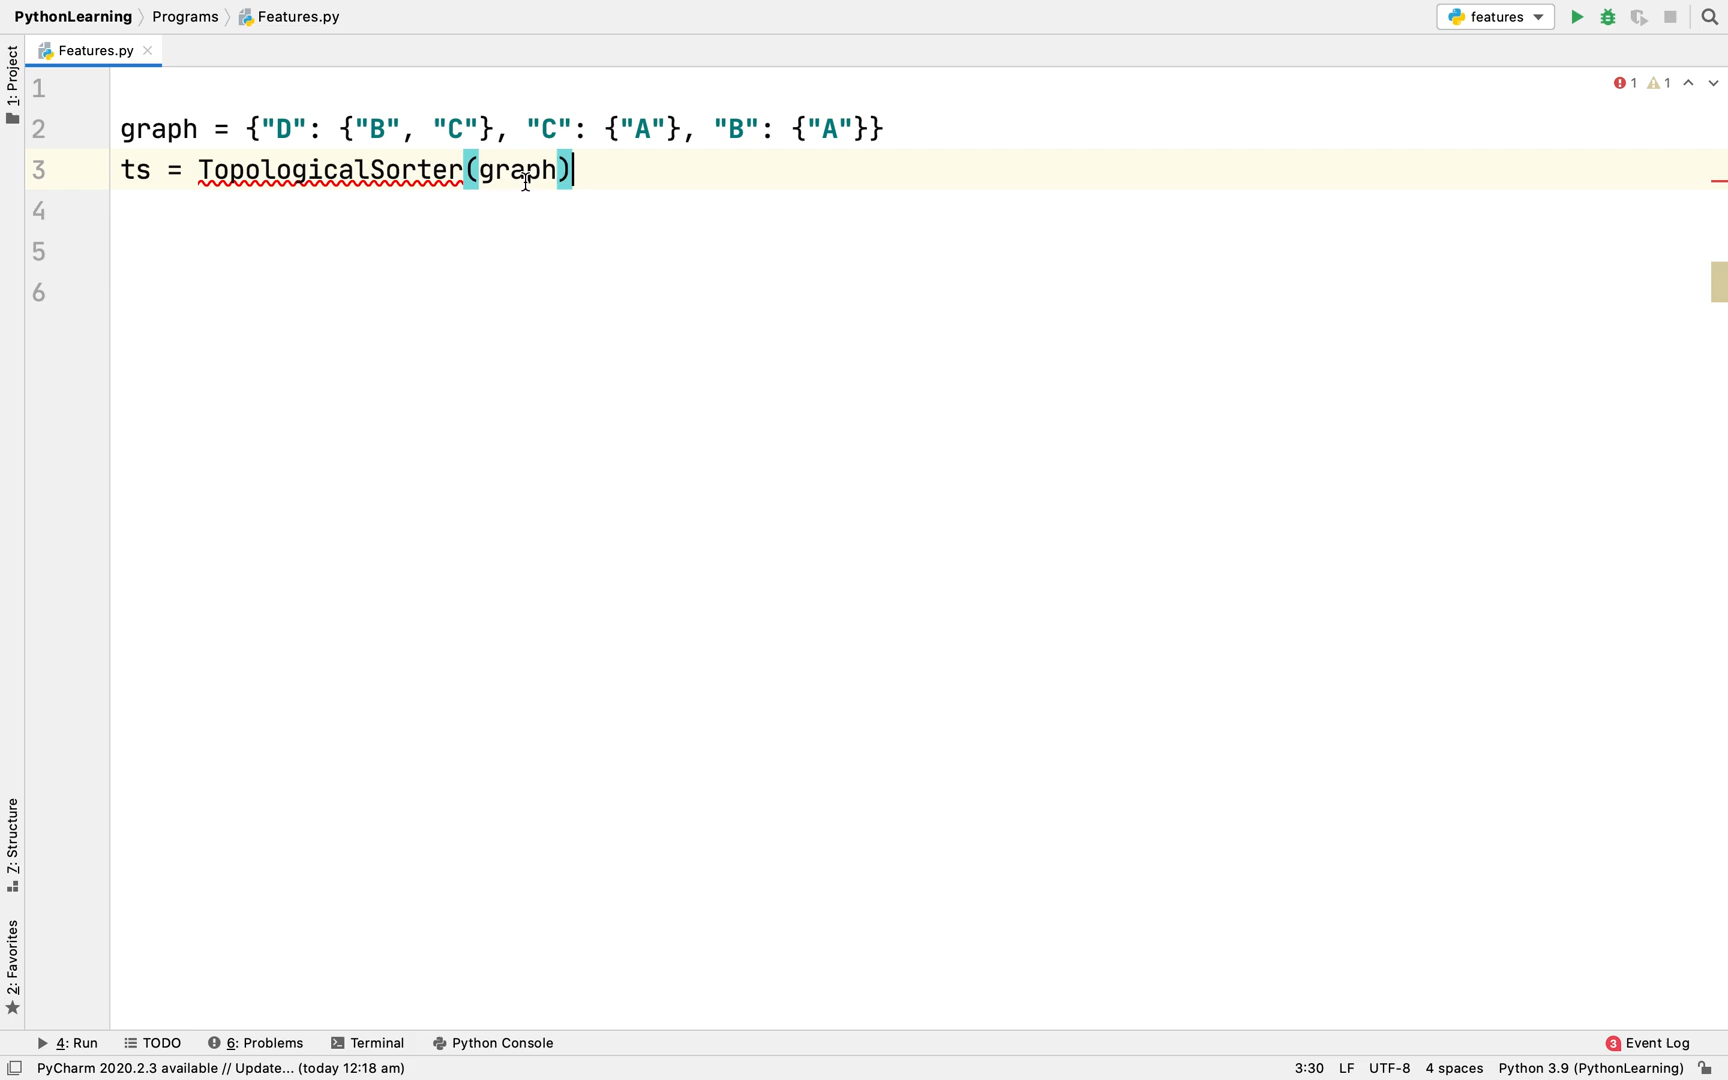 PythonLearning Programs Features.py
features
Features.py
1: Project
1 1
1
2 graph = {"D": {"B", "C"}, "C": {"A"}, "B": {"A"}}
3 ts = TopologicalSorter(graph)
4
5
6
7: Structure
2: Favorites
4: Run TODO 6: Problems Terminal Python Console 3 Event Log
PyCharm 2020.2.3 available // Update... (today 12:18 am) 3:30 LF UTF-8 4 spaces Python 3.9 (PythonLearning)